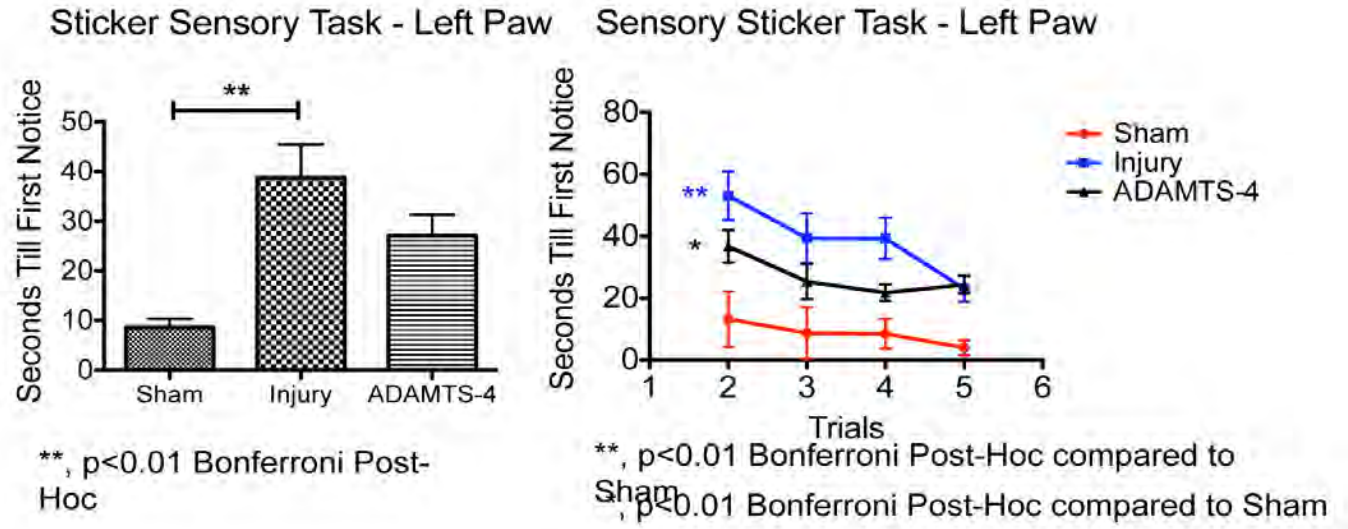 Sticker Sensory Task - Left Paw
Seconds Till First Notice
50
40
30
20
10
0
**
Sham
Injury
ADAMTS-4
**, p<0.01 Bonferroni Post-
Hoc
Sensory Sticker Task - Left Paw
Seconds Till First Notice
80
60
40
20
0
**
*
1
2
3
4
5
6
Trials
Sham
Injury
ADAMTS-4
**, p<0.01 Bonferroni Post-Hoc compared to
Sham
*, p<0.01 Bonferroni Post-Hoc compared to Sham